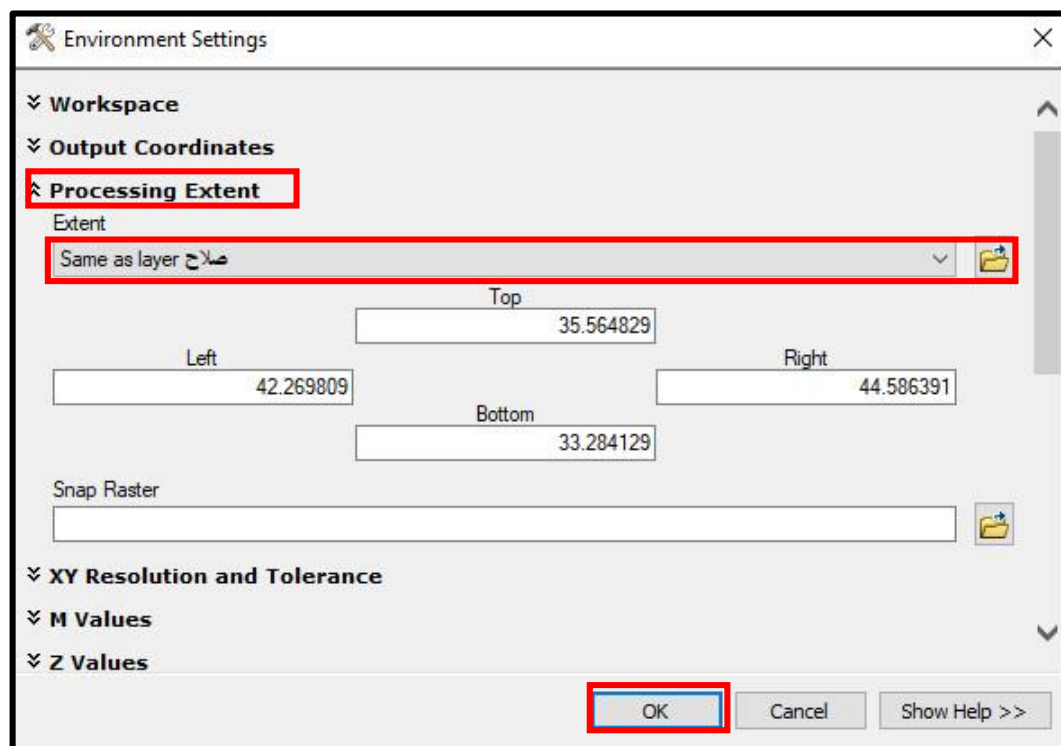 Environment Settings
Workspace
Output Coordinates
Processing Extent
Extent
Same as layer صلاح
Top
35.564829
Left
Right
42.269809
44.586391
Bottom
33.284129
Snap Raster
XY Resolution and Tolerance
M Values
Z Values
OK
Cancel
Show Help >>